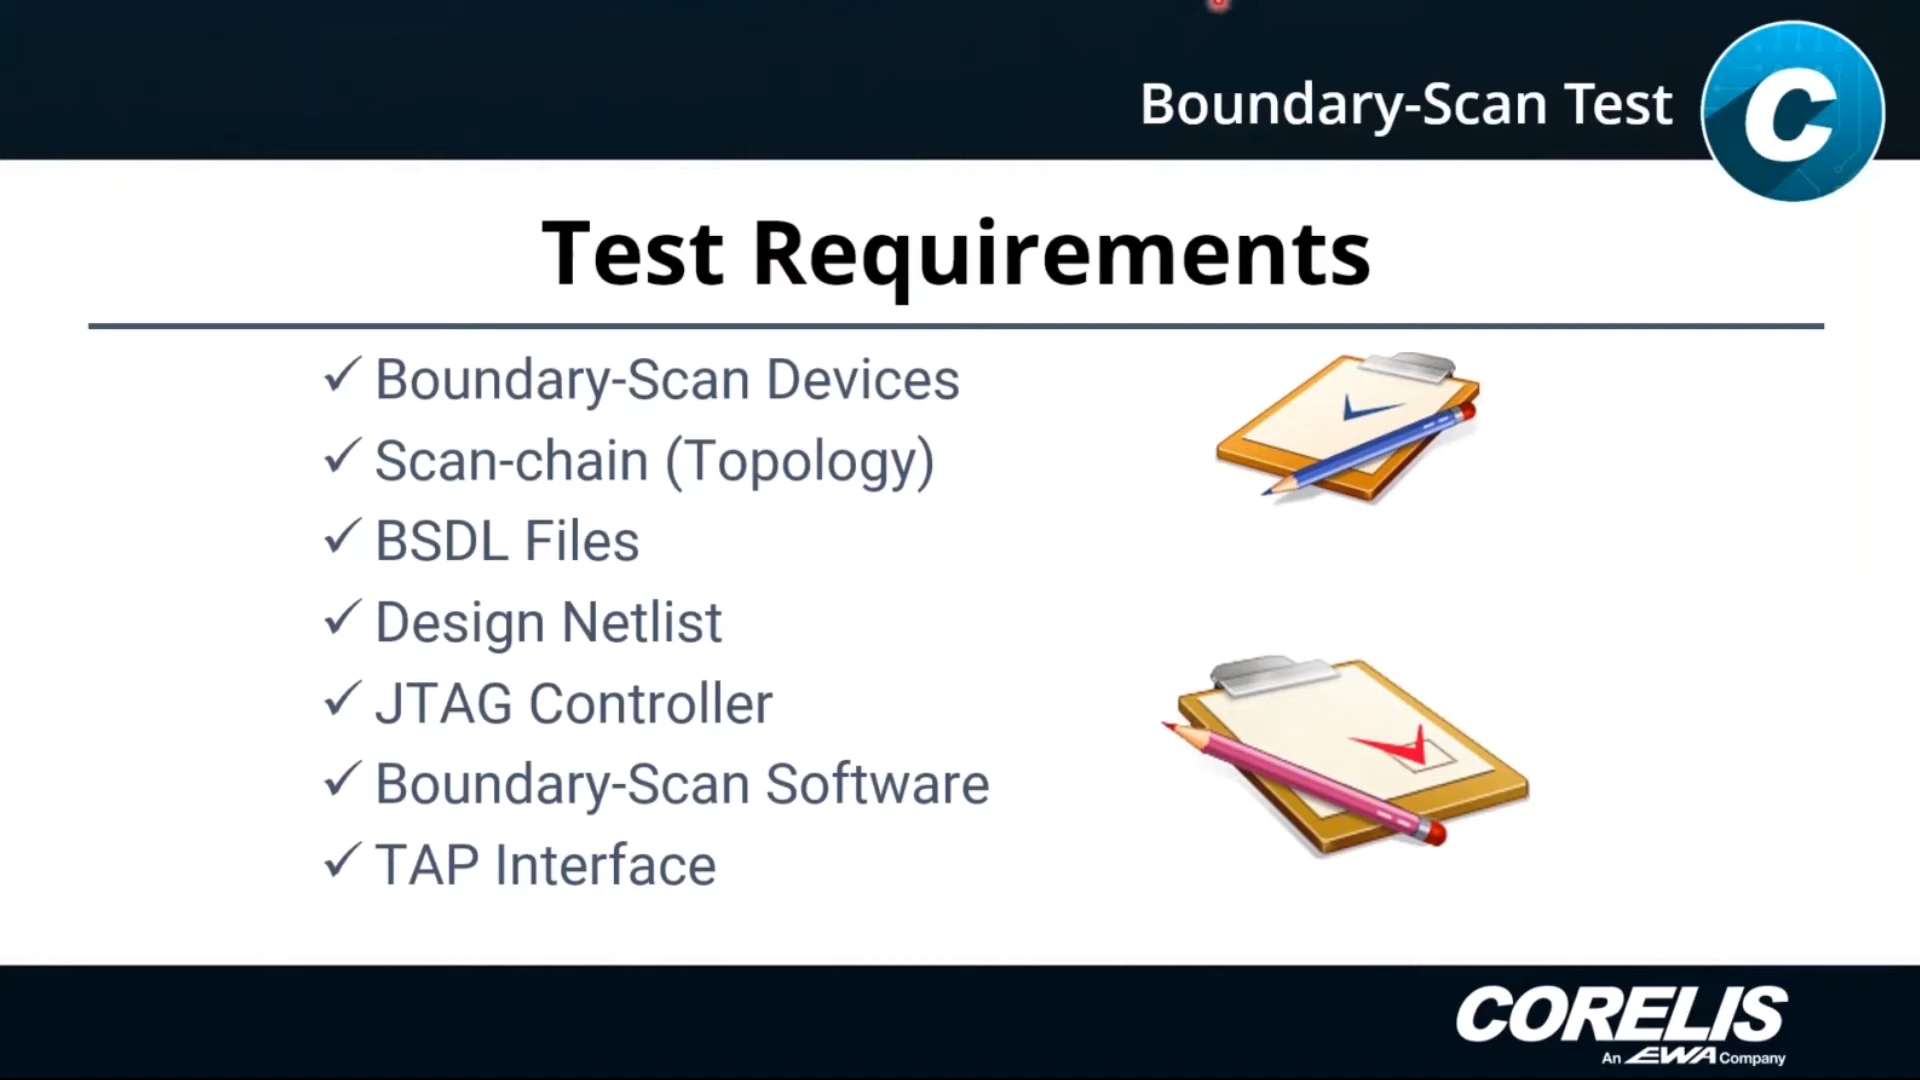 Boundary-Scan Test
C
Test Requirements
✓ Boundary-Scan Devices
✓ Scan-chain (Topology)
✓ BSDL Files
✓ Design Netlist
✓ JTAG Controller
✓ Boundary-Scan Software
✓ TAP Interface
CORELIS
An EWA Company